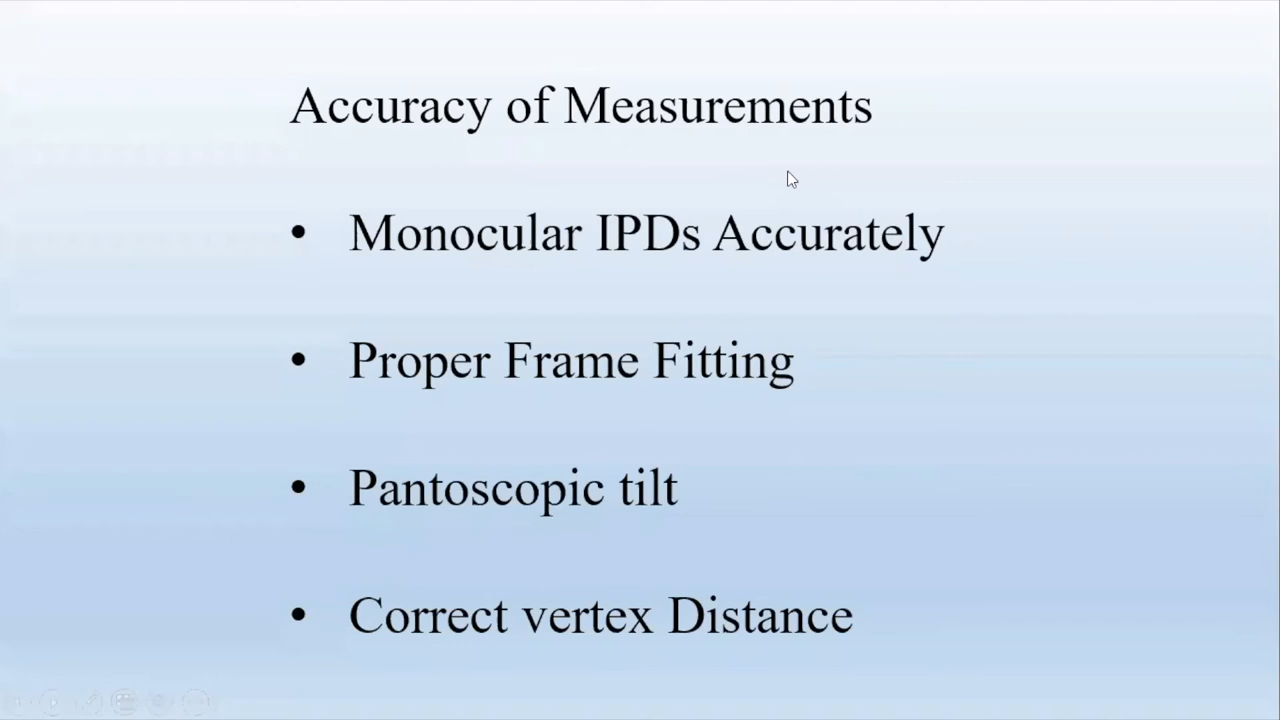 Accuracy of Measurements
• Monocular IPDs Accurately
• Proper Frame Fitting
• Pantoscopic tilt
• Correct vertex Distance